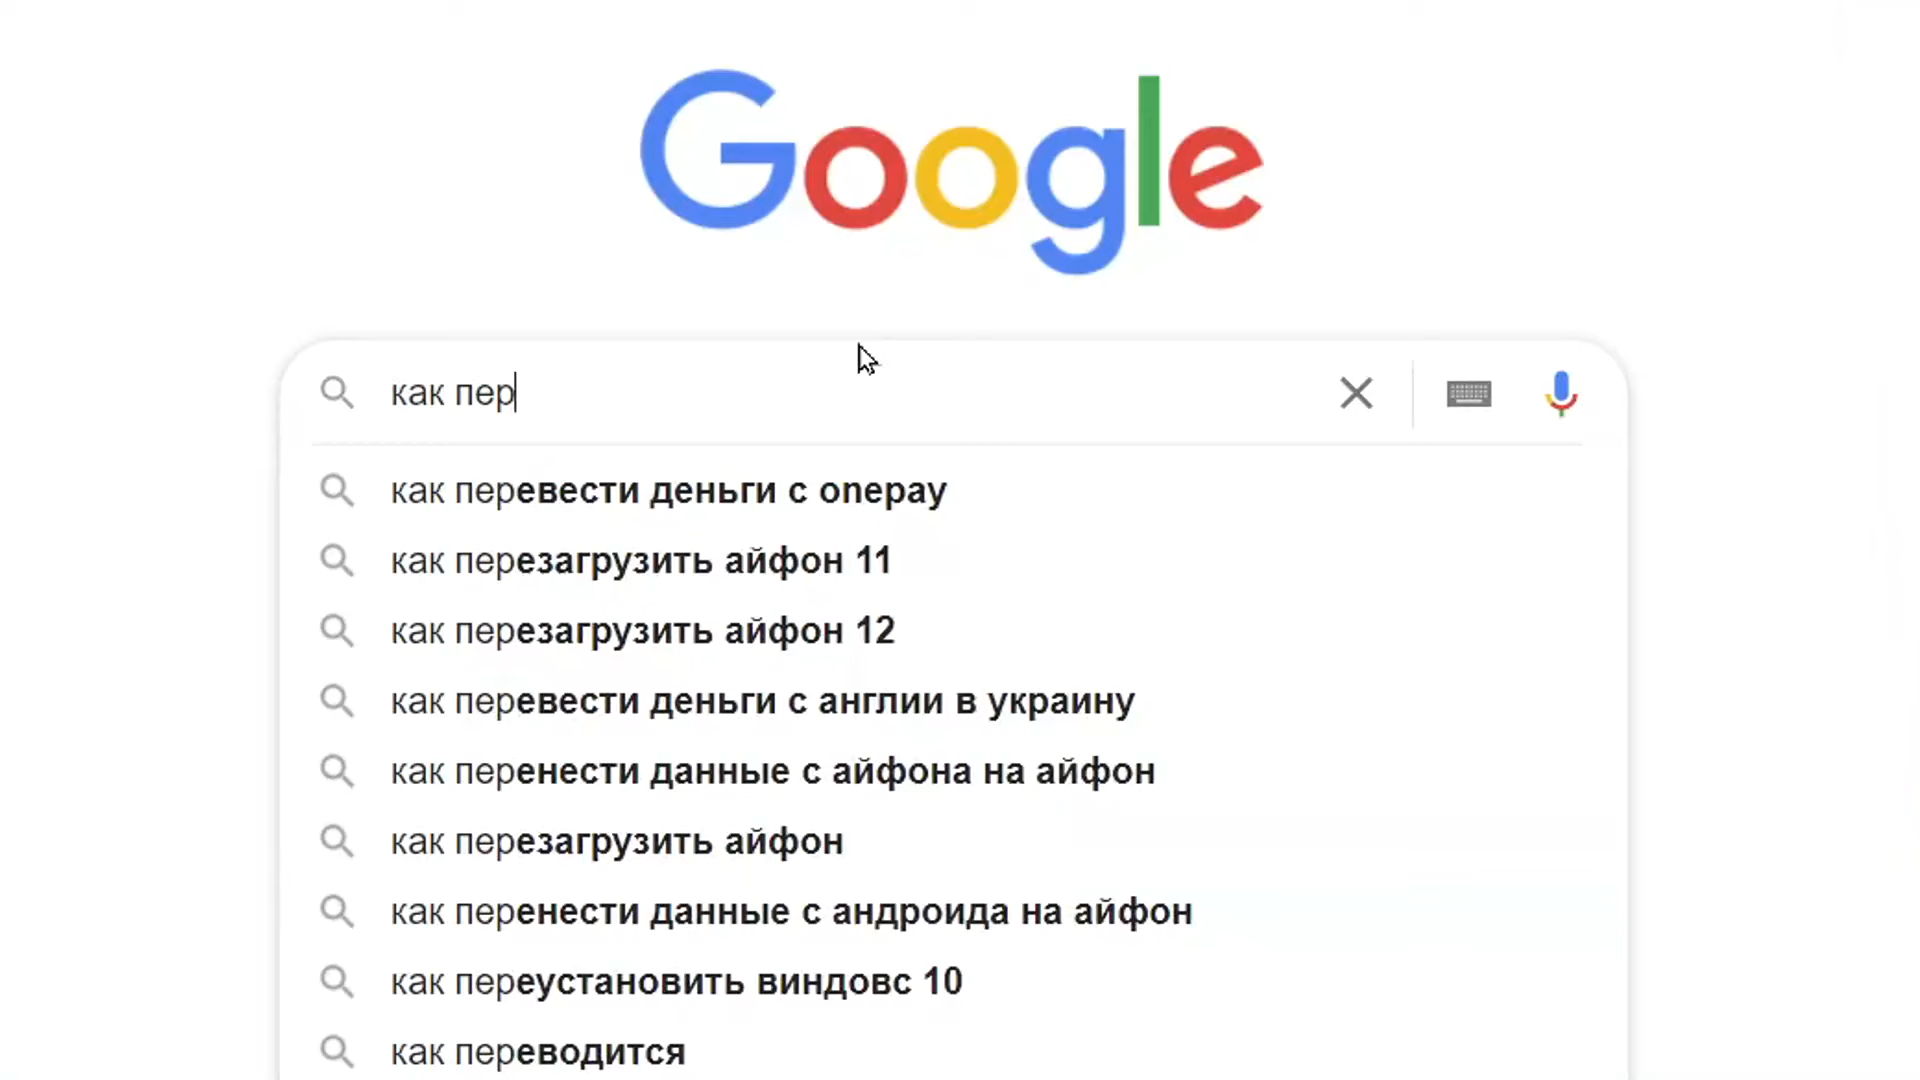 Google
как пер
как перевести деньги с onepay
как перезагрузить айфон 11
как перезагрузить айфон 12
как перевести деньги с англии в украину
как перенести данные с айфона на айфон
как перезагрузить айфон
как перенести данные с андроида на айфон
как переустановить виндовс 10
как переводится